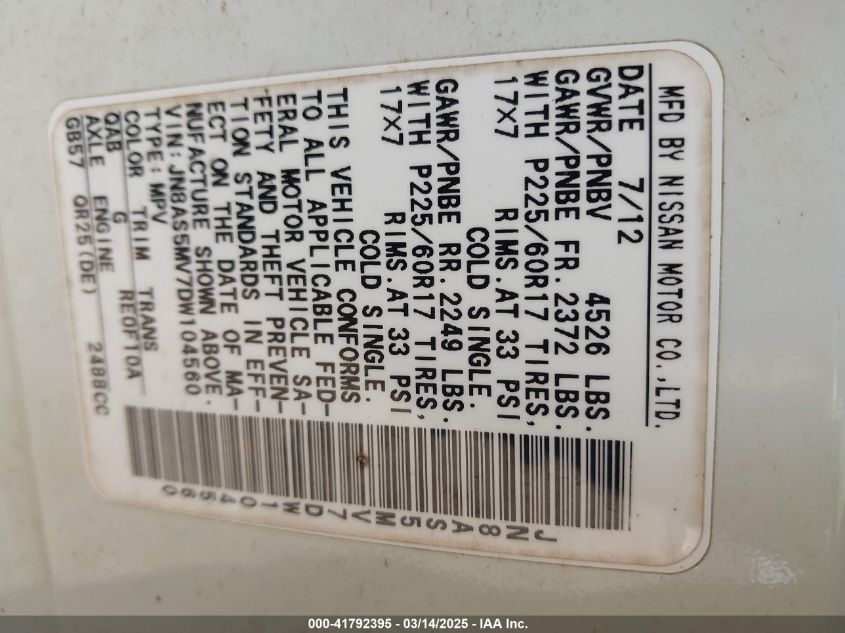 MFD BY NISSAN MOTOR CO.,LTD.
DATE 7/12
GVWR/PNBV 4526 LBS.
GAWR/PNBE FR. 2372 LBS.
WITH P225/60R17 TIRES,
17X7 RIMS.AT 33 PSI
COLD SINGLE.
GAWR/PNBE RR. 2249 LBS.
WITH P225/60R17 TIRES,
17X7 RIMS.AT 33 PSI
COLD SINGLE.
THIS VEHICLE CONFORMS
TO ALL APPLICABLE FED-
ERAL MOTOR VEHICLE SA-
FETY AND THEFT PREVEN-
TION STANDARDS IN EFF-
ECT ON THE DATE OF MA-
NUFACTURE SHOWN ABOVE.
VIN: JN8AS5MV7DW104560
TYPE: MPV
COLOR TRIM TRANS
QAB G RE0F10A
AXLE ENGINE
GB57 QR25(DE) 2488CC
JN8AS5MV7DW104560
000-41792395 - 03/14/2025 - IAA Inc.